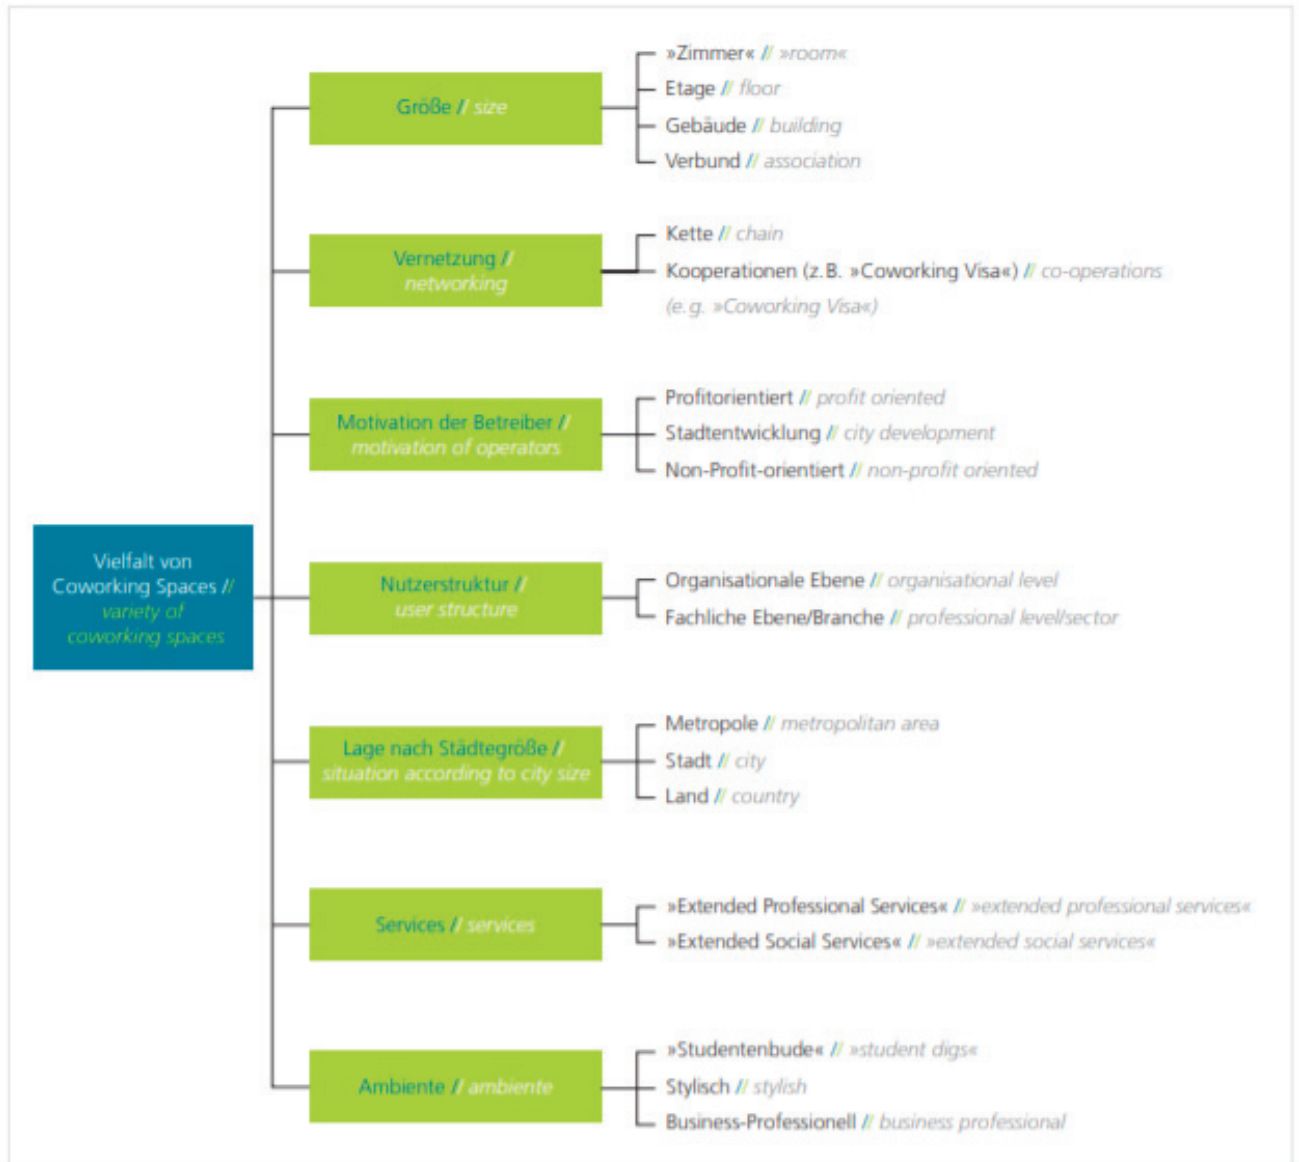 Vielfalt von
Coworking Spaces //
variety of
coworking spaces
Größe // size
»Zimmer« // »room«
Etage // floor
Gebäude // building
Verbund // association
Vernetzung //
networking
Kette // chain
Kooperationen (z.B. »Coworking Visa«) // co-operations
(e.g. »Coworking Visa«)
Motivation der Betreiber //
motivation of operators
Profitorientiert // profit oriented
Stadtentwicklung // city development
Non-Profit-orientiert // non-profit oriented
Nutzerstruktur //
user structure
Organisationale Ebene // organisational level
Fachliche Ebene/Branche // professional level/sector
Lage nach Städtegröße //
situation according to city size
Metropole // metropolitan area
Stadt // city
Land // country
Services // services
»Extended Professional Services« // »extended professional services«
»Extended Social Services« // »extended social services«
Ambiente // ambiente
»Studentenbude« // »student digs«
Stylisch // stylish
Business-Professionell // business professional